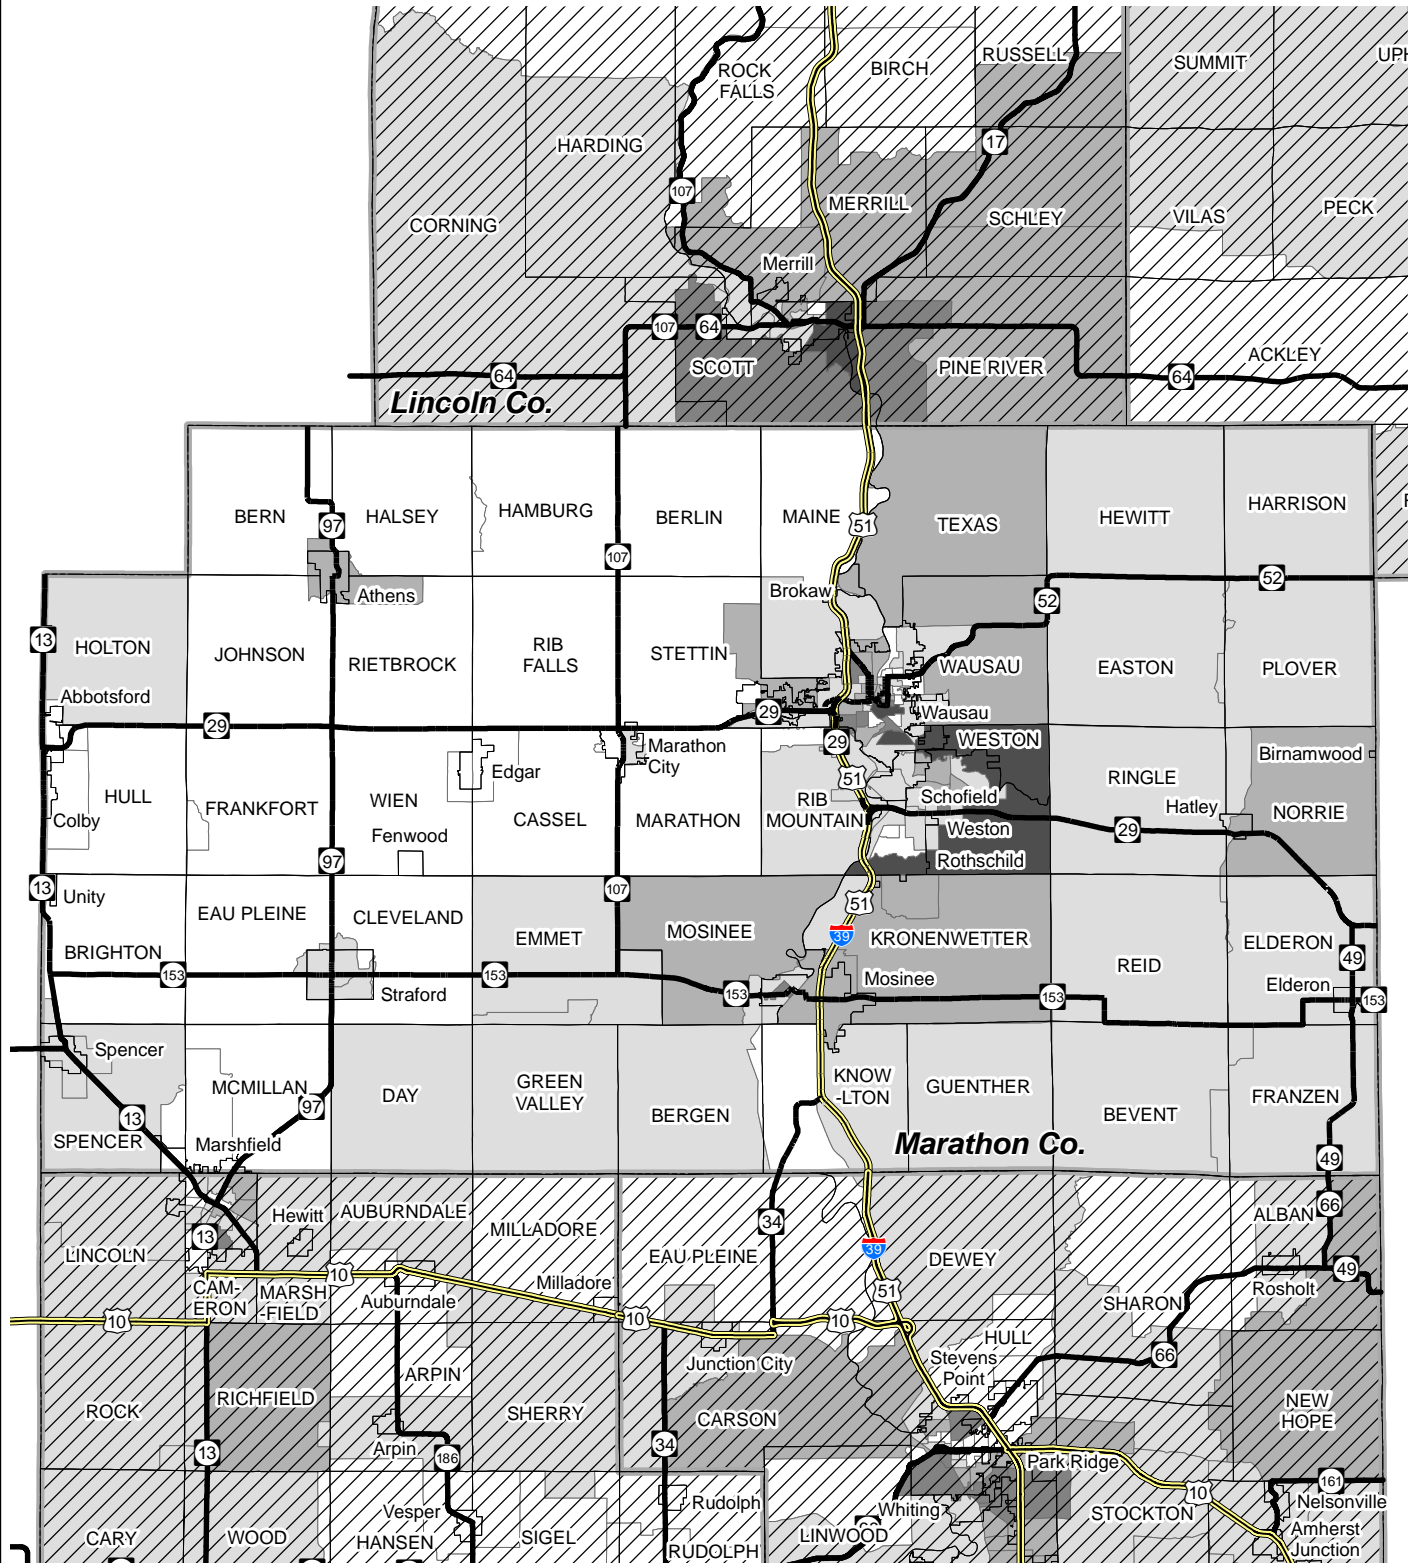 RUSSELL
SUMMIT
UPH
ROCK
FALLS
BIRCH
17
HARDING
107
MERRILL
SCHLEY
VILAS
PECK
CORNING
Merrill
107
64
SCOTT
PINE RIVER
ACKLEY
64
64
Lincoln Co.
BERN
97
HALSEY
HAMBURG
BERLIN
MAINE
51
TEXAS
HEWITT
HARRISON
107
Athens
Brokaw
52
52
13
HOLTON
JOHNSON
RIETBROCK
RIB
FALLS
STETTIN
WAUSAU
EASTON
PLOVER
Abbotsford
29
29
Wausau
29
WESTON
Marathon
City
Edgar
51
Birnamwood
RINGLE
HULL
FRANKFORT
WIEN
CASSEL
MARATHON
RIB
MOUNTAIN
Schofield
Hatley
NORRIE
Colby
Fenwood
Weston
29
97
Rothschild
13
Unity
107
51
EAU PLEINE
CLEVELAND
EMMET
MOSINEE
39
KRONENWETTER
ELDERON
BRIGHTON
49
REID
153
153
Mosinee
Elderon
Straford
153
153
153
Spencer
MCMILLAN
97
DAY
GREEN
VALLEY
BERGEN
KNOW
-LTON
GUENTHER
BEVENT
FRANZEN
13
SPENCER
Marshfield
Marathon Co.
49
Hewitt
AUBURNDALE
MILLADORE
34
66
ALBAN
13
LINCOLN
EAU PLEINE
39
DEWEY
10
Milladore
49
CAM-
ERON
MARSH
-FIELD
Auburndale
51
Rosholt
10
10
10
SHARON
HULL
Junction City
Stevens
Point
66
ARPIN
RICHFIELD
ROCK
SHERRY
CARSON
NEW
HOPE
13
Arpin
186
34
Park Ridge
161
10
Vesper
Rudolph
Whiting
Nelsonville
STOCKTON
CARY
WOOD
HANSEN
SIGEL
RUDOLPH
LINWOOD
Amherst
Junction